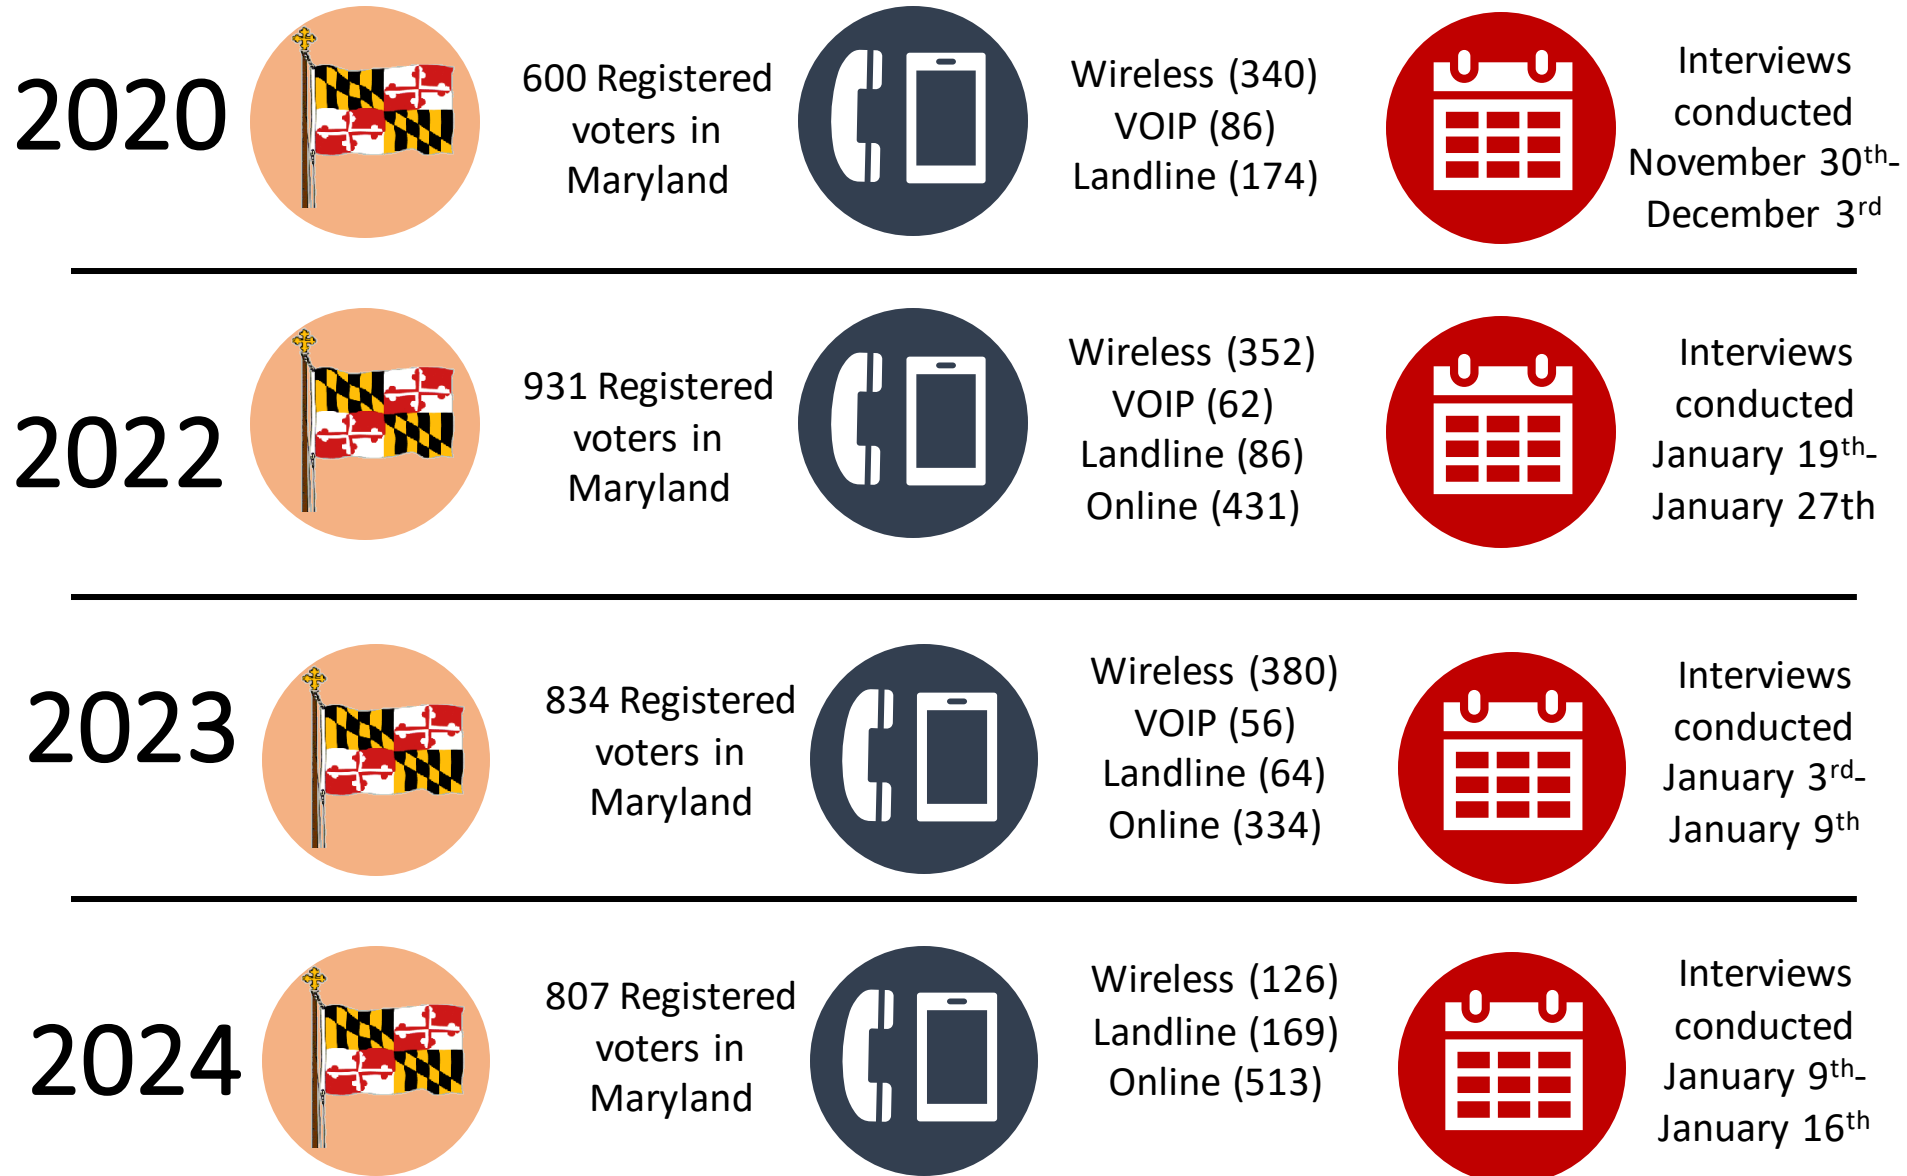 2020
600 Registered
voters in
Maryland
Wireless (340)
VOIP (86)
Landline (174)
Interviews
conducted
November 30th-
December 3rd
2022
931 Registered
voters in
Maryland
Wireless (352)
VOIP (62)
Landline (86)
Online (431)
Interviews
conducted
January 19th-
January 27th
2023
834 Registered
voters in
Maryland
Wireless (380)
VOIP (56)
Landline (64)
Online (334)
Interviews
conducted
January 3rd-
January 9th
2024
807 Registered
voters in
Maryland
Wireless (126)
Landline (169)
Online (513)
Interviews
conducted
January 9th-
January 16th